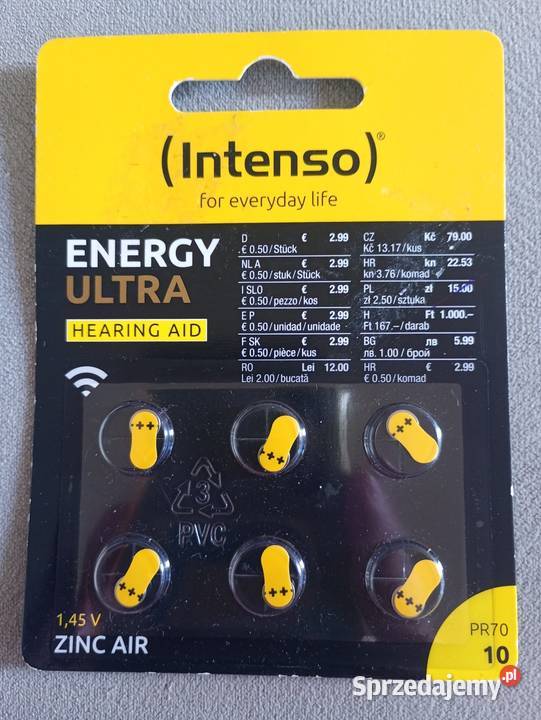 (Intenso)®
for everyday life
ENERGY
ULTRA
HEARING AID
D € 2.99
€ 0.50/Stück
NL A € 2.99
€ 0.50/stuk/Stück
I SLO € 2.99
€ 0.50/pezzo/kos
E P € 2.99
€ 0.50/unidad/unidade
F SK € 2.99
€ 0.50/pièce/kus
RO Lei 12.00
Lei 2.00/bucată
CZ Kč 79.00
Kč 13.17/kus
HR kn 22.53
kn 3.76/komad
PL zł 15.00
zł 2.50/sztuka
H Ft 1.000.–
Ft 167.–/darab
BG лв 5.99
лв. 1.00/брой
HR € 2.99
€ 0.50/komad
+++
+++
+++
3
PVC
+++
+++
+++
1,45 V
ZINC AIR
PR70
10
Sprzedajemy.pl